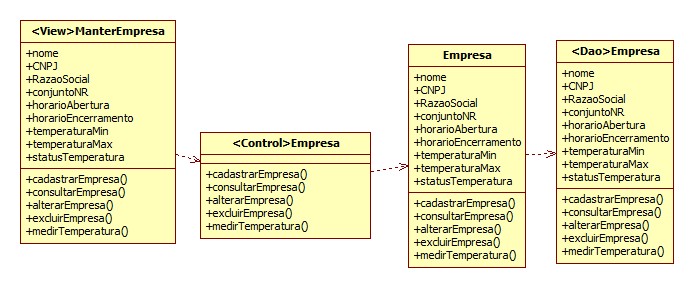 <View>ManterEmpresa
+nome
+CNPJ
+RazaoSocial
+conjuntoNR
+horarioAbertura
+horarioEncerramento
+temperaturaMin
+temperaturaMax
+statusTemperatura
+cadastrarEmpresa()
+consultarEmpresa()
+alterarEmpresa()
+excluirEmpresa()
+medirTemperatura()
<Control>Empresa
+cadastrarEmpresa()
+consultarEmpresa()
+alterarEmpresa()
+excluirEmpresa()
+medirTemperatura()
Empresa
+nome
+CNPJ
+RazaoSocial
+conjuntoNR
+horarioAbertura
+horarioEncerramento
+temperaturaMin
+temperaturaMax
+statusTemperatura
+cadastrarEmpresa()
+consultarEmpresa()
+alterarEmpresa()
+excluirEmpresa()
+medirTemperatura()
<Dao>Empresa
+nome
+CNPJ
+RazaoSocial
+conjuntoNR
+horarioAbertura
+horarioEncerramento
+temperaturaMin
+temperaturaMax
+statusTemperatura
+cadastrarEmpresa()
+consultarEmpresa()
+alterarEmpresa()
+excluirEmpresa()
+medirTemperatura()